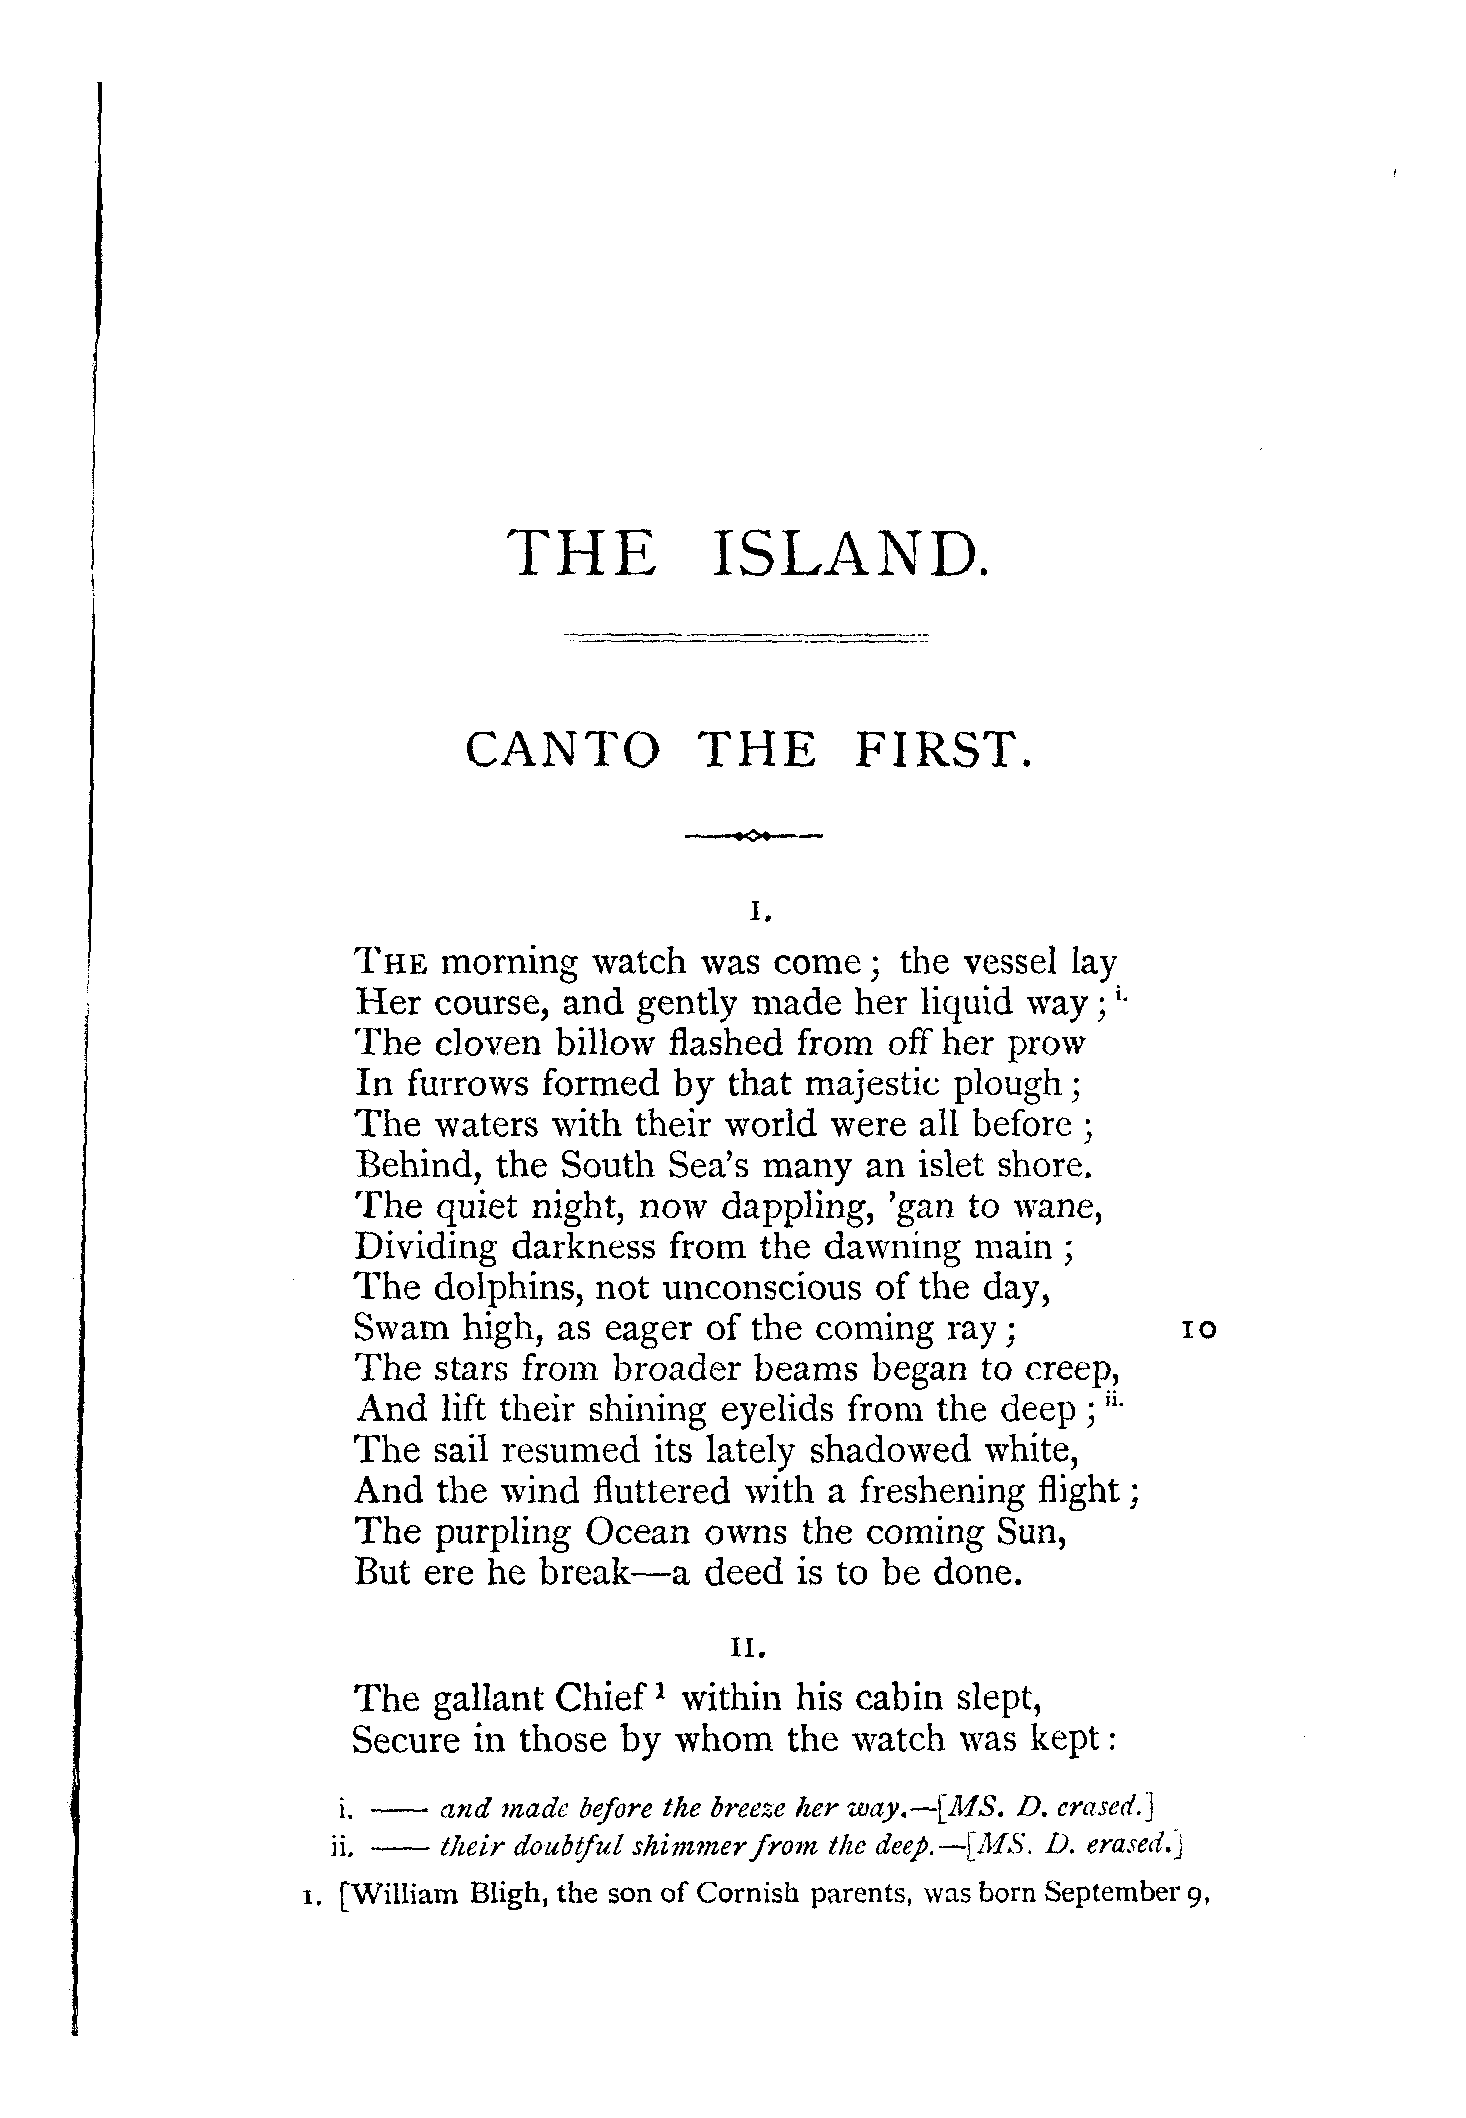 THE ISLAND.
CANTO THE FIRST.
I.
THE morning watch was come; the vessel lay
Her course, and gently made her liquid way; i.
The cloven billow flashed from off her prow
In furrows formed by that majestic plough;
The waters with their world were all before;
Behind, the South Sea's many an islet shore.
The quiet night, now dappling, 'gan to wane,
Dividing darkness from the dawning main;
The dolphins, not unconscious of the day,
Swam high, as eager of the coming ray; 10
The stars from broader beams began to creep,
And lift their shining eyelids from the deep; ii.
The sail resumed its lately shadowed white,
And the wind fluttered with a freshening flight;
The purpling Ocean owns the coming Sun,
But ere he break—a deed is to be done.
II.
The gallant Chief 1 within his cabin slept,
Secure in those by whom the watch was kept:
i. —— and made before the breeze her way.—[MS. D. erased.]
ii. —— their doubtful shimmer from the deep.—[MS. D. erased.]
1. [William Bligh, the son of Cornish parents, was born September 9,